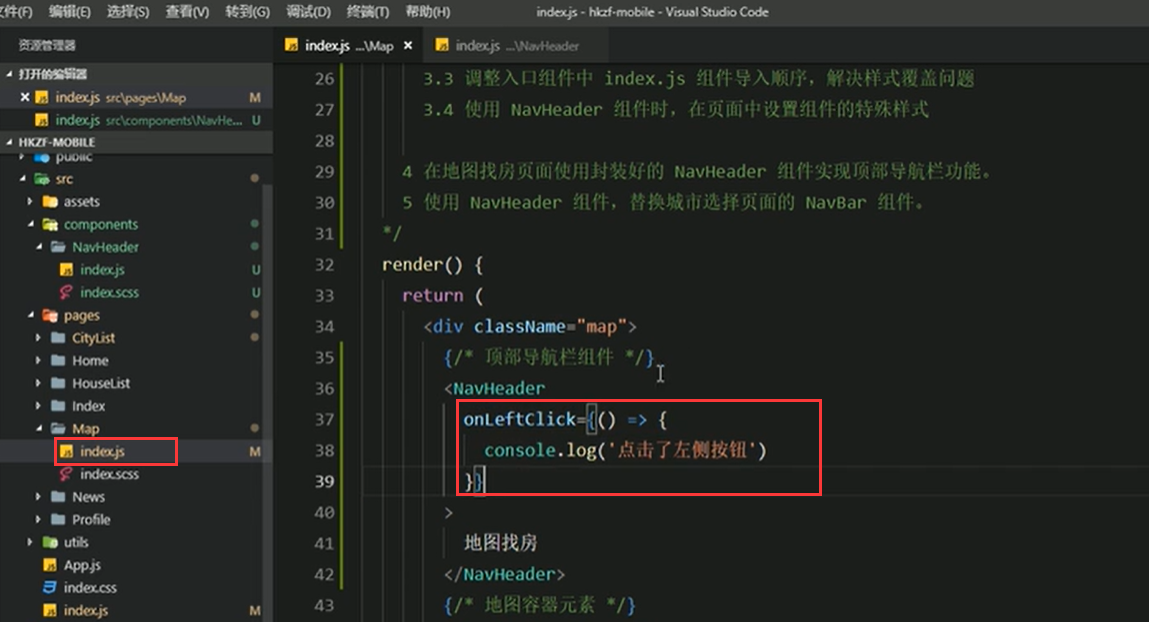 文件(F) 编辑(E) 选择(S) 查看(V) 转到(G) 调试(D) 终端(T) 帮助(H) index.js - hkzf-mobile - Visual Studio Code
资源管理器
打开的编辑器
index.js src\pages\Map M
index.js src\components\NavHe... U
HKZF-MOBILE
public
src
assets
components
NavHeader
index.js U
index.scss U
pages
CityList
Home
HouseList
Index
Map
index.js M
index.scss
News
Profile
utils
App.js
index.css
index.js M
index.js ...\Map × index.js ...\NavHeader
26 3.3 调整入口组件中 index.js 组件导入顺序，解决样式覆盖问题
27 3.4 使用 NavHeader 组件时，在页面中设置组件的特殊样式
28
29 4 在地图找房页面使用封装好的 NavHeader 组件实现顶部导航栏功能。
30 5 使用 NavHeader 组件，替换城市选择页面的 NavBar 组件。
31 */
32 render() {
33 return (
34 <div className="map">
35 {/* 顶部导航栏组件 */}
36 <NavHeader
37 onLeftClick={() => {
38 console.log('点击了左侧按钮')
39 }}
40 >
41 地图找房
42 </NavHeader>
43 {/* 地图容器元素 */}